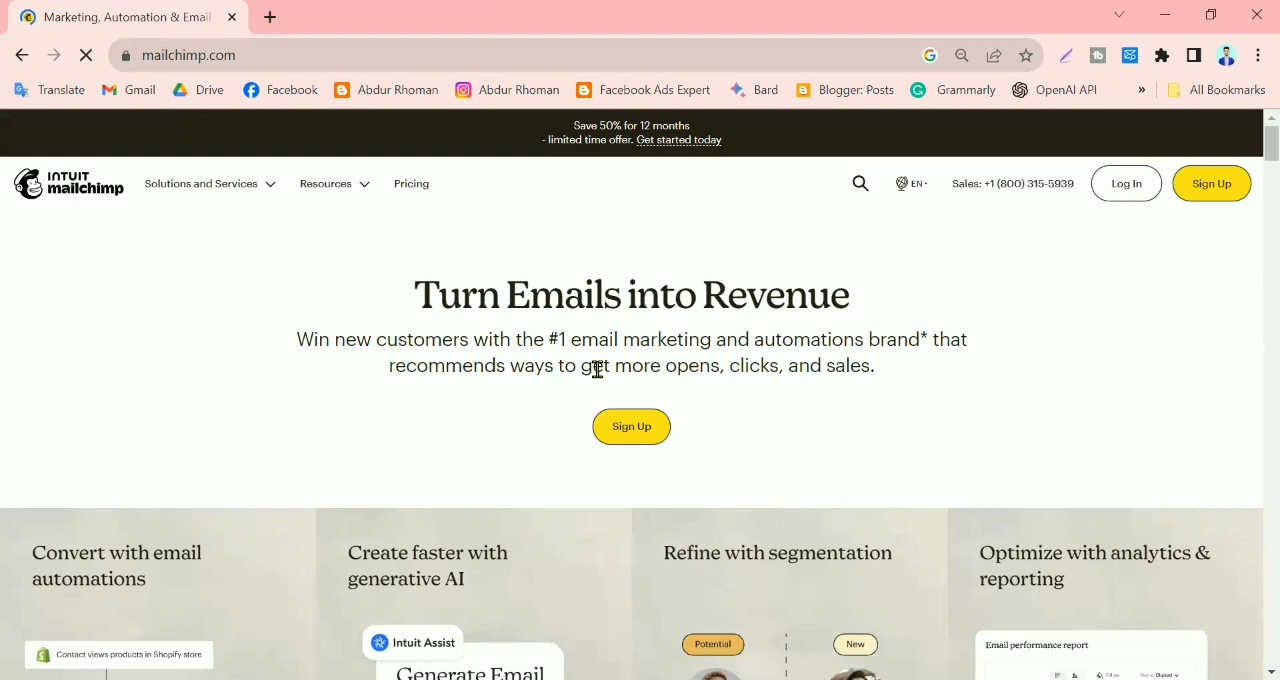 Marketing, Automation & Email
mailchimp.com
Translate Gmail Drive Facebook Abdur Rhoman Abdur Rhoman Facebook Ads Expert Bard Blogger: Posts Grammarly OpenAI API » All Bookmarks
Save 50% for 12 months
- limited time offer. Get started today
INTUIT
mailchimp
Solutions and Services Resources Pricing EN Sales: +1 (800) 315-5939 Log In Sign Up
Turn Emails into Revenue
Win new customers with the #1 email marketing and automations brand* that
recommends ways to get more opens, clicks, and sales.
Sign Up
Convert with email
automations
Create faster with
generative AI
Refine with segmentation
Optimize with analytics &
reporting
Contact views products in Shopify store
Intuit Assist
Generate Email
Potential
New
Email performance report
Clicked